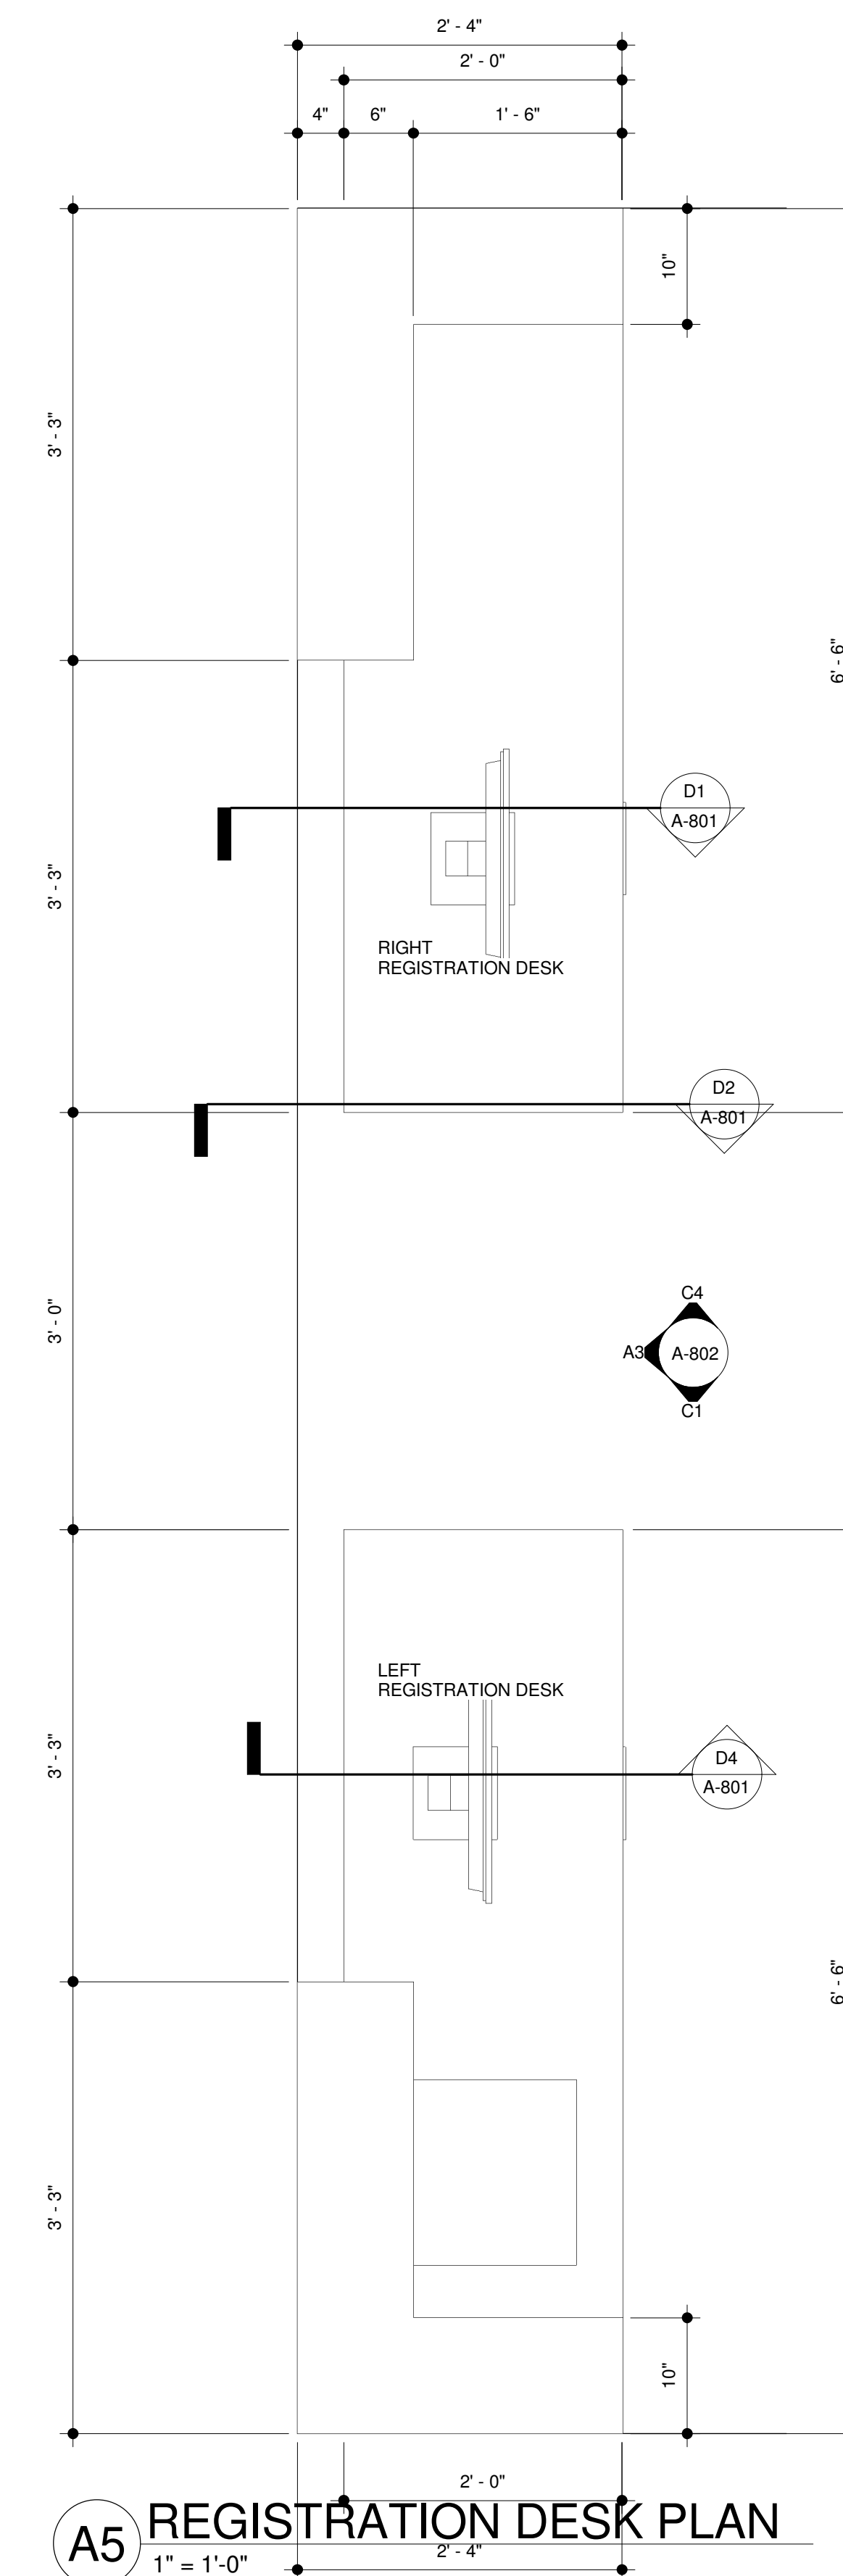 2' - 4"
2' - 0"
4"
6"
1' - 6"
10"
3' - 3"
6' - 6"
D1
A-801
3' - 3"
RIGHT
REGISTRATION DESK
D2
A-801
C4
3' - 0"
A3
A-802
C1
LEFT
REGISTRATION DESK
3' - 3"
D4
A-801
6' - 6"
3' - 3"
10"
2' - 0"
A5
REGISTRATION DESK PLAN
2' - 4"
1" = 1'-0"